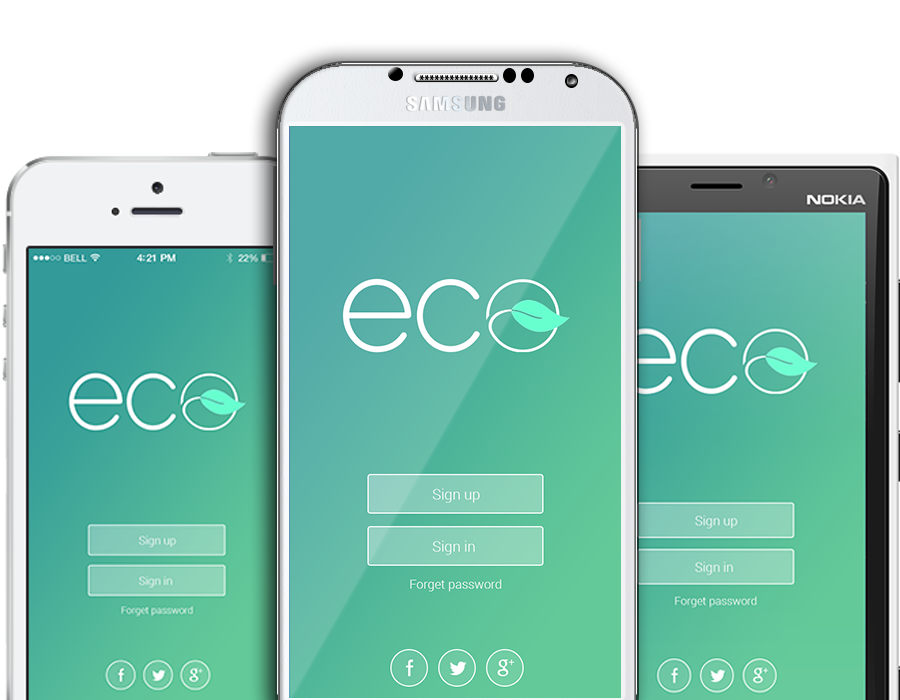 ●●●○○ BELL 4:21 PM 22%
eco
Sign up
Sign in
Forget password
f g+
SAMSUNG
eco
Sign up
Sign in
Forget password
f g+
NOKIA
eco
Sign up
Sign in
Forget password
f g+